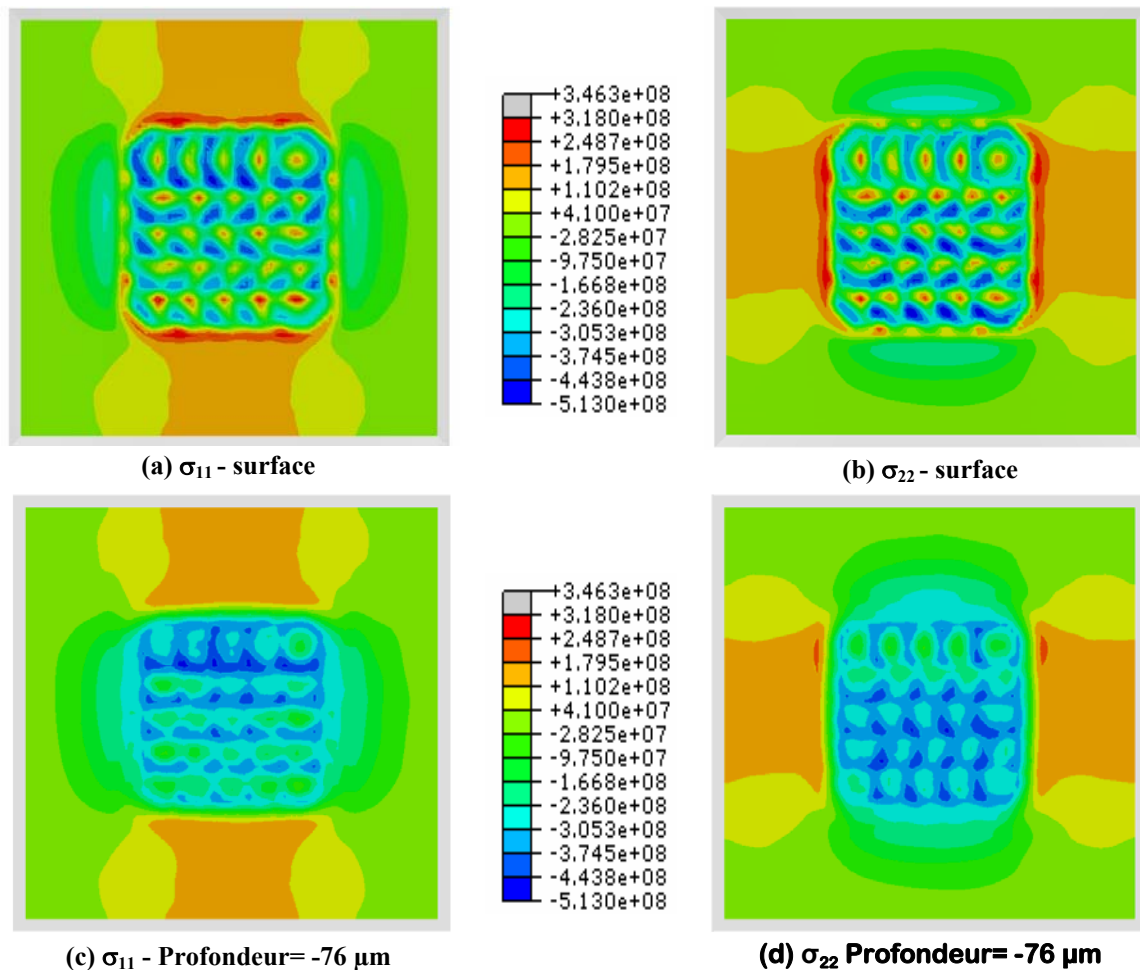 +3.463e+08
+3.180e+08
+2.487e+08
+1.795e+08
+1.102e+08
+4.100e+07
-2.825e+07
-9.750e+07
-1.668e+08
-2.360e+08
-3.053e+08
-3.745e+08
-4.438e+08
-5.130e+08
(a) σ11 - surface
(b) σ22 - surface
+3.463e+08
+3.180e+08
+2.487e+08
+1.795e+08
+1.102e+08
+4.100e+07
-2.825e+07
-9.750e+07
-1.668e+08
-2.360e+08
-3.053e+08
-3.745e+08
-4.438e+08
-5.130e+08
(c) σ11 - Profondeur= -76 µm
(d) σ22 Profondeur= -76 µm